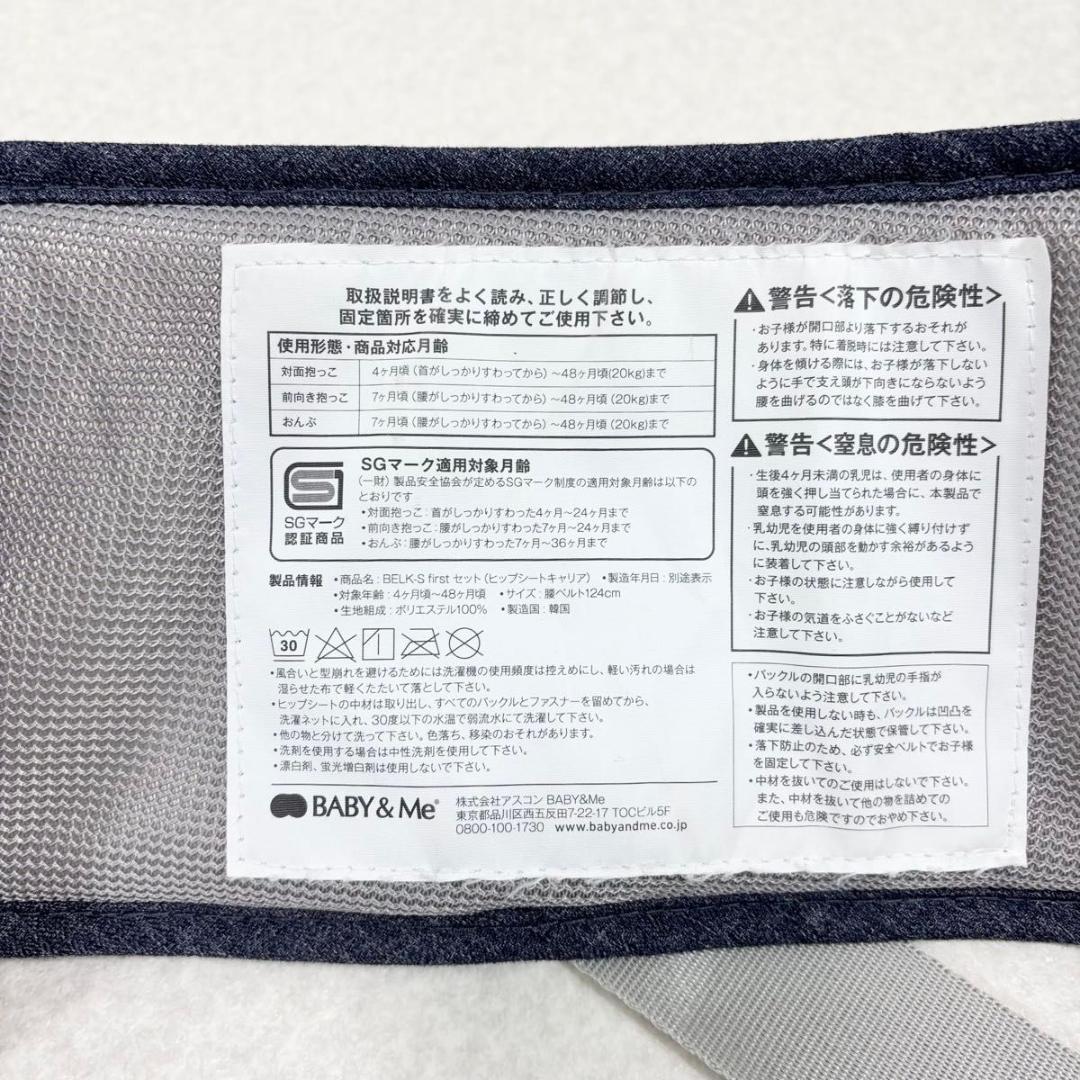 取扱説明書をよく読み、正しく調節し、
固定箇所を確実に締めてご使用下さい。
使用形態・商品対応月齢
対面抱っこ 4ヶ月頃（首がしっかりすわってから）〜48ヶ月頃(20kg)まで
前向き抱っこ 7ヶ月頃（腰がしっかりすわってから）〜48ヶ月頃（20kg)まで
おんぶ 7ヶ月頃（腰がしっかりすわってから）〜48ヶ月頃（20kg)まで
SGマーク
認証商品
SGマーク適用対象月齢
（一財）製品安全協会が定めるSGマーク制度の適用対象月齢は以下の
とおりです
・対面抱っこ：首がしっかりすわった4ヶ月〜24ヶ月まで
・前向き抱っこ：腰がしっかりすわった7ヶ月〜24ヶ月まで
・おんぶ：腰がしっかりすわった7ヶ月〜36ヶ月まで
製品情報 ・商品名：BELK-S first セット（ヒップシートキャリア） ・製造年月日：別途表示
・対象年齢：4ヶ月〜48ヶ月頃 ・サイズ：腰ベルト124cm
・生地組成：ポリエステル100% ・製造国：韓国
30
・風合いと型崩れを避けるためには洗濯機の使用頻度は控えめにし、軽い汚れの場合は
湿らせた布で軽くたたいて落として下さい。
・ヒップシートの中材は取り出し、すべてのバックルとファスナーを留めてから、
洗濯ネットに入れ、30度以下の水温で弱流水にて洗濯して下さい。
・他の物と分けて洗って下さい。色落ち、移染のおそれがあります。
・洗剤を使用する場合は中性洗剤を使用して下さい。
・漂白剤、蛍光増白剤は使用しないで下さい。
BABY&Me®
株式会社アスコン BABY&Me
東京都品川区西五反田7-22-17 TOCビル5F
0800-100-1730 www.babyandme.co.jp
警告＜落下の危険性＞
・お子様が開口部より落下するおそれが
あります。特に着脱時には注意して下さい。
・身体を傾ける際には、お子様が落下しない
ように手で支え頭が下向きにならないよう
腰を曲げるのではなく膝を曲げて下さい。
警告＜窒息の危険性＞
・生後4ヶ月未満の乳児は、使用者の身体に
頭を強く押し当てられた場合に、本製品で
窒息する可能性があります。
・乳幼児を使用者の身体に強く縛り付けず
に、乳幼児の頭部を動かす余裕があるよう
に装着して下さい。
・お子様の状態に注意しながら使用して
下さい。
・お子様の気道をふさぐことがないなど
注意して下さい。
・バックルの開口部に乳幼児の手指が
入らないよう注意して下さい。
・製品を使用しない時も、バックルは凹凸を
確実に差し込んだ状態で保管して下さい。
・落下防止のため、必ず安全ベルトでお子様
を固定して下さい。
・中材を抜いてのご使用はしないで下さい。
また、中材を抜いて他の物を詰めての
ご使用も危険ですのでおやめ下さい。